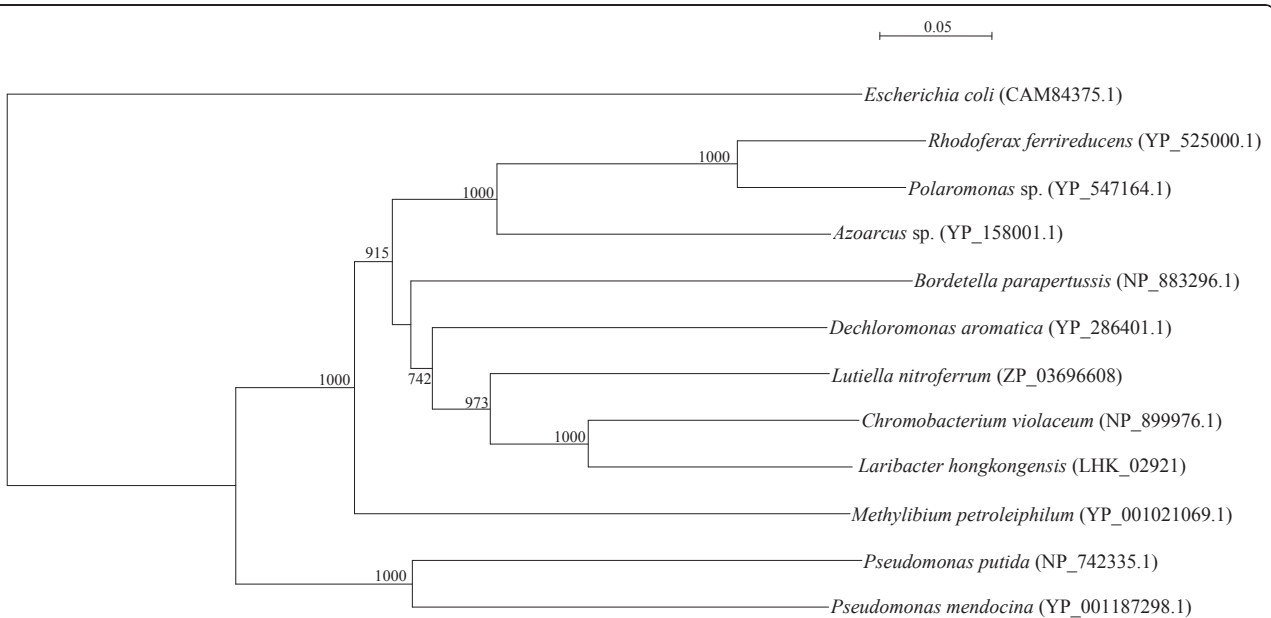 0.05
Escherichia coli (CAM84375.1)
Rhodoferax ferrireducens (YP_525000.1)
1000
Polaromonas sp. (YP_547164.1)
1000
Azoarcus sp. (YP_158001.1)
915
Bordetella parapertussis (NP_883296.1)
Dechloromonas aromatica (YP_286401.1)
1000
742
Lutiella nitroferrum (ZP_03696608)
973
Chromobacterium violaceum (NP_899976.1)
1000
Laribacter hongkongensis (LHK_02921)
Methylibium petroleiphilum (YP_001021069.1)
Pseudomonas putida (NP_742335.1)
1000
Pseudomonas mendocina (YP_001187298.1)